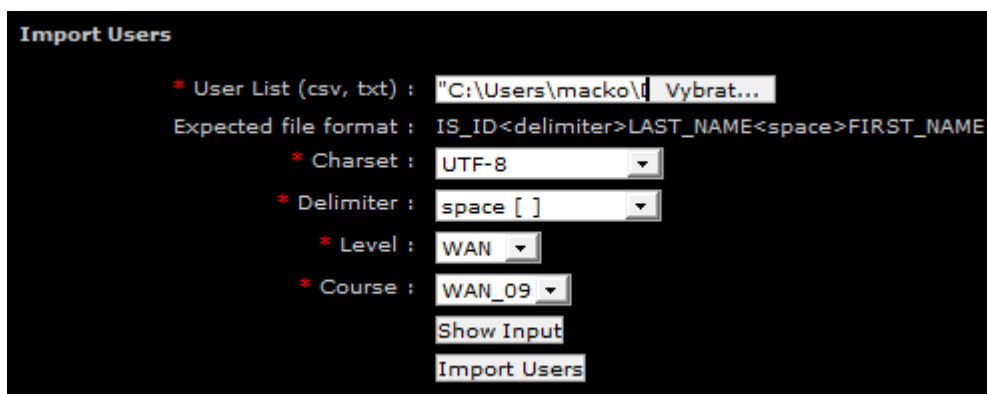 Import Users
* User List (csv, txt) : "C:\Users\macko\D Vybrat...
Expected file format : IS_ID<delimiter>LAST_NAME<space>FIRST_NAME
* Charset : UTF-8
* Delimiter : space [ ]
* Level : WAN
* Course : WAN_09
Show Input
Import Users